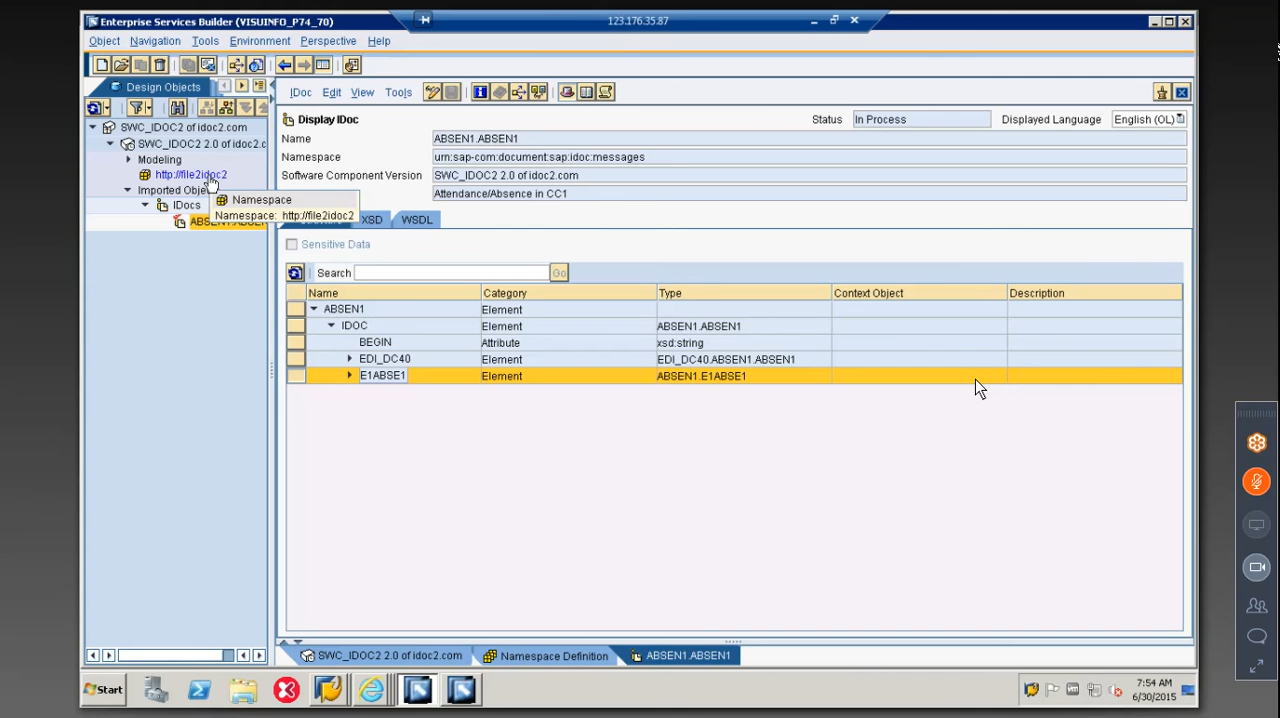 Enterprise Services Builder (VISUINFO_P74_70)
123.176.35.87
Object Navigation Tools Environment Perspective Help
Design Objects
IDoc Edit View Tools
SWC_IDOC2 of idoc2.com
SWC_IDOC2 2.0 of idoc2.c
Modeling
http://file2idoc2
Imported Obje
IDocs
ABSEN1.ABSEN
Namespace
Namespace: http://file2idoc2
Display IDoc
Status In Process
Displayed Language English (OL)
Name ABSEN1.ABSEN1
Namespace urn:sap-com:document:sap:idoc:messages
Software Component Version SWC_IDOC2 2.0 of idoc2.com
Attendance/Absence in CC1
XSD WSDL
Sensitive Data
Search Go
Name Category Type Context Object Description
ABSEN1 Element
IDOC Element ABSEN1.ABSEN1
BEGIN Attribute xsd:string
EDI_DC40 Element EDI_DC40.ABSEN1.ABSEN1
E1ABSE1 Element ABSEN1.E1ABSE1
SWC_IDOC2 2.0 of idoc2.com Namespace Definition ABSEN1.ABSEN1
Start
7:54 AM
6/30/2015